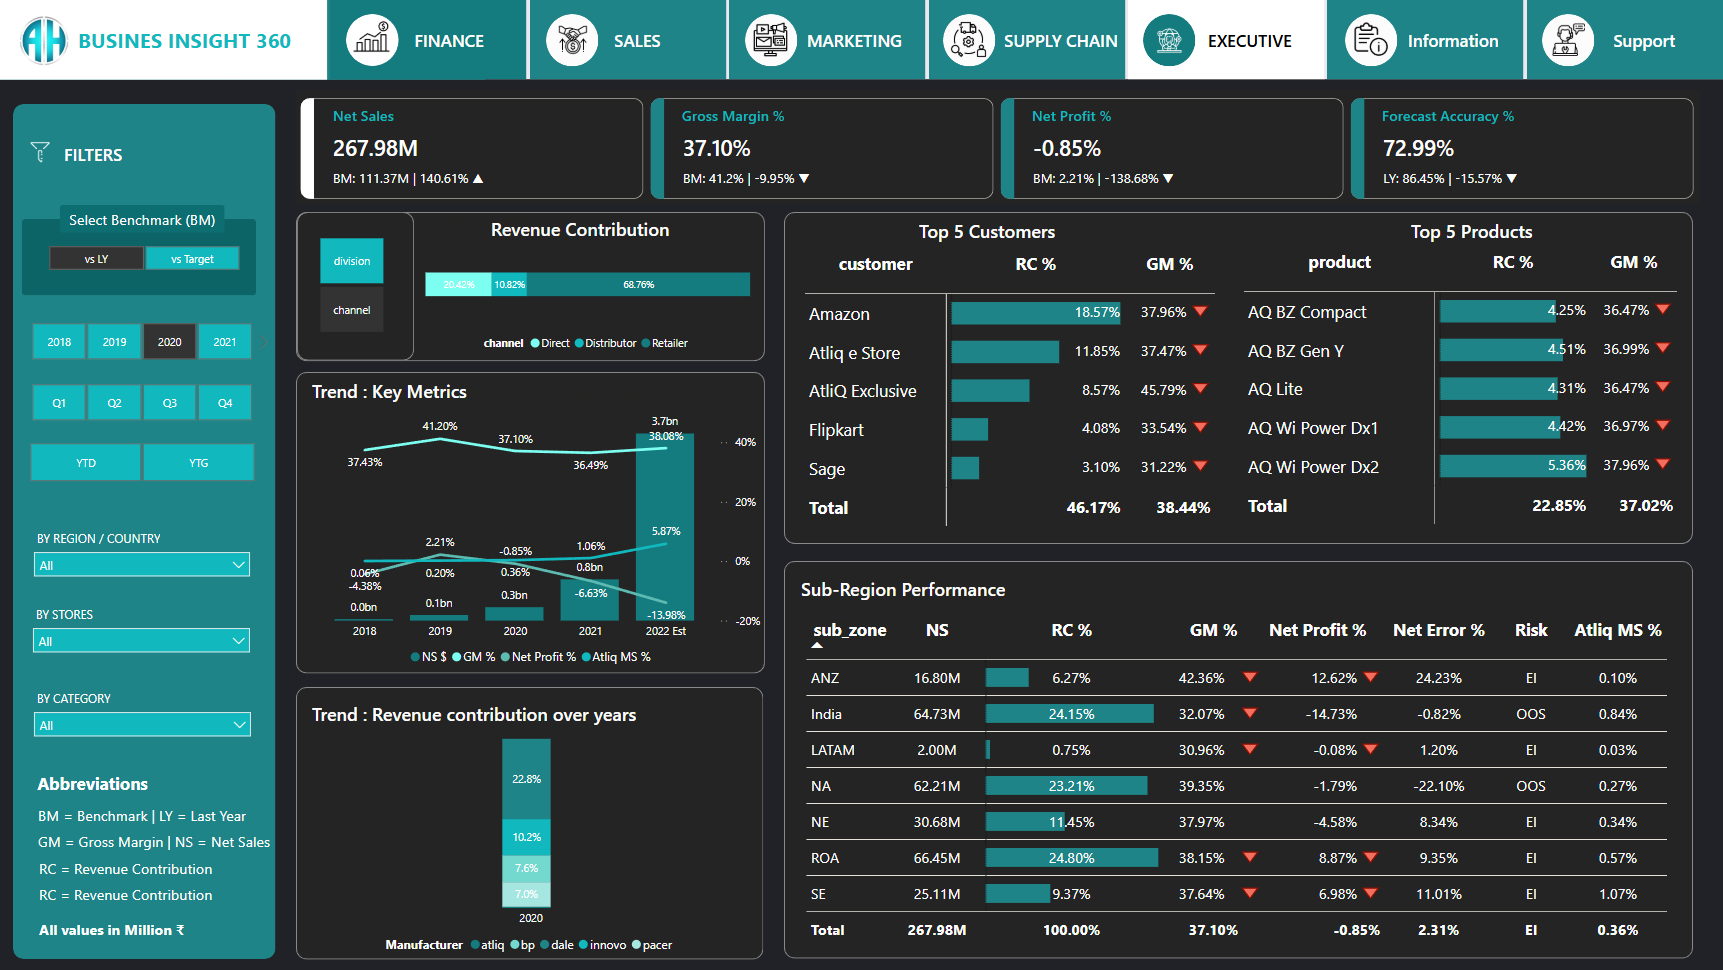 AH BUSINES INSIGHT 360
FINANCE
SALES
MARKETING
SUPPLY CHAIN
EXECUTIVE
Information
Support
FILTERS
Select Benchmark (BM)
vs LY
vs Target
2018 2019 2020 2021
Q1 Q2 Q3 Q4
YTD YTG
BY REGION / COUNTRY
All
BY STORES
All
BY CATEGORY
All
Abbreviations
BM = Benchmark | LY = Last Year
GM = Gross Margin | NS = Net Sales
RC = Revenue Contribution
RC = Revenue Contribution
All values in Million ₹
Net Sales
267.98M
BM: 111.37M | 140.61% ▲
Gross Margin %
37.10%
BM: 41.2% | -9.95% ▼
Net Profit %
-0.85%
BM: 2.21% | -138.68% ▼
Forecast Accuracy %
72.99%
LY: 86.45% | -15.57% ▼
division
channel
Revenue Contribution
20.42% 10.82% 68.76%
channel Direct Distributor Retailer
Trend : Key Metrics
3.7bn
41.20%
37.10%
38.08%
40%
37.43%
36.49%
20%
2.21%
-0.85%
1.06%
5.87%
0%
0.06%
0.20%
0.36%
0.8bn
-4.38%
0.0bn
0.1bn
0.3bn
-6.63%
-13.98%
-20%
2018 2019 2020 2021 2022 Est
NS $ GM % Net Profit % Atliq MS %
Trend : Revenue contribution over years
22.8%
10.2%
7.6%
7.0%
2020
Manufacturer atliq bp dale innovo pacer
Top 5 Customers
customer RC % GM %
Amazon 18.57% 37.96%
Atliq e Store 11.85% 37.47%
AtliQ Exclusive 8.57% 45.79%
Flipkart 4.08% 33.54%
Sage 3.10% 31.22%
Total 46.17% 38.44%
Top 5 Products
product RC % GM %
AQ BZ Compact 4.25% 36.47%
AQ BZ Gen Y 4.51% 36.99%
AQ Lite 4.31% 36.47%
AQ Wi Power Dx1 4.42% 36.97%
AQ Wi Power Dx2 5.36% 37.96%
Total 22.85% 37.02%
Sub-Region Performance
sub_zone NS RC % GM % Net Profit % Net Error % Risk Atliq MS %
ANZ 16.80M 6.27% 42.36% 12.62% 24.23% EI 0.10%
India 64.73M 24.15% 32.07% -14.73% -0.82% OOS 0.84%
LATAM 2.00M 0.75% 30.96% -0.08% 1.20% EI 0.03%
NA 62.21M 23.21% 39.35% -1.79% -22.10% OOS 0.27%
NE 30.68M 11.45% 37.97% -4.58% 8.34% EI 0.34%
ROA 66.45M 24.80% 38.15% 8.87% 9.35% EI 0.57%
SE 25.11M 9.37% 37.64% 6.98% 11.01% EI 1.07%
Total 267.98M 100.00% 37.10% -0.85% 2.31% EI 0.36%